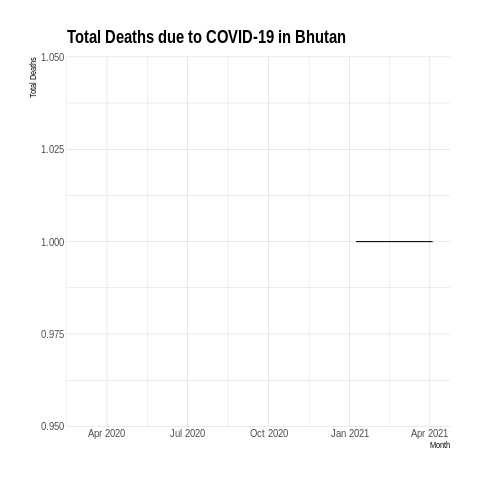 Total Deaths due to COVID-19 in Bhutan
Total Deaths
1.050
1.025
1.000
0.975
0.950
Apr 2020 Jul 2020 Oct 2020 Jan 2021 Apr 2021
Month